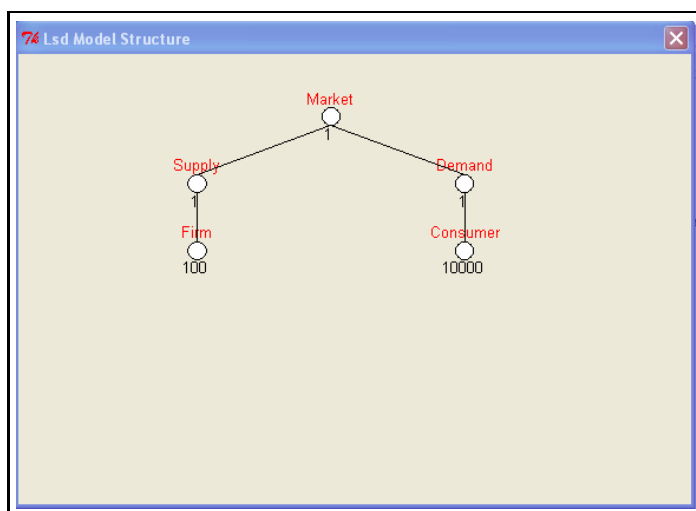 Lsd Model Structure
Market
1
Supply
Demand
1
1
Firm
Consumer
100
10000